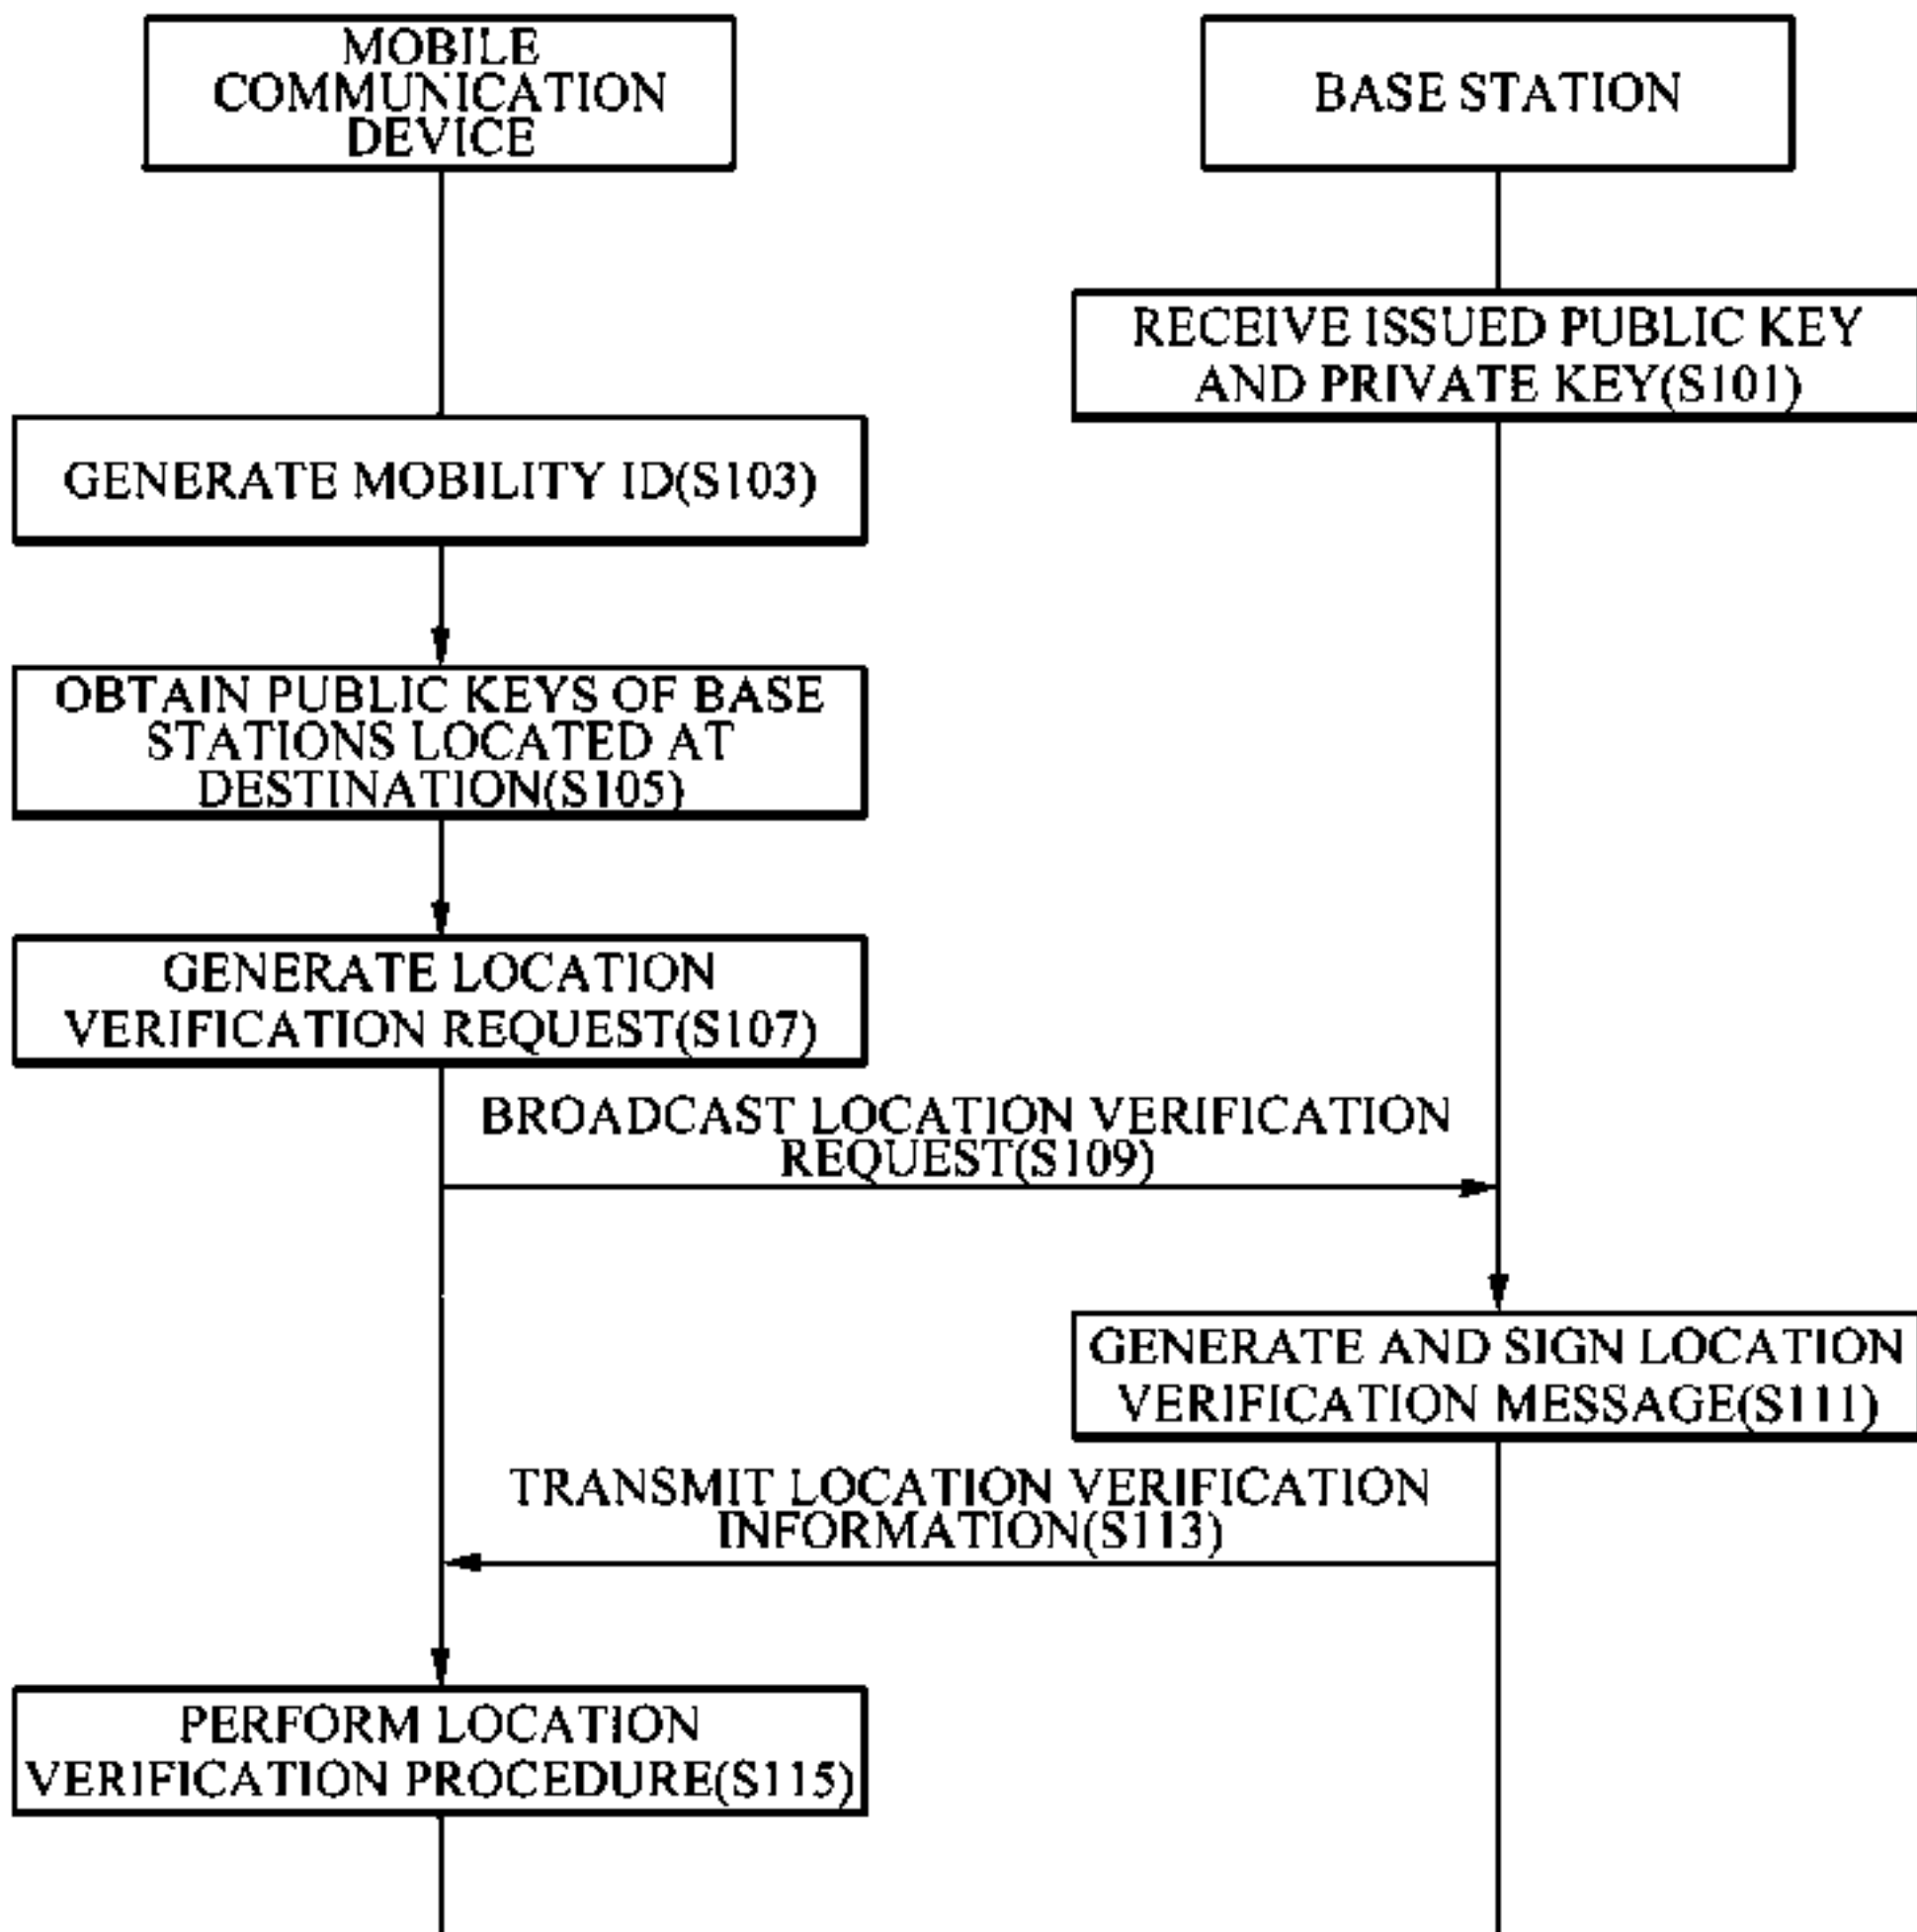 MOBILE
COMMUNICATION
DEVICE
BASE STATION
RECEIVE ISSUED PUBLIC KEY
AND PRIVATE KEY(S101)
GENERATE MOBILITY ID(S103)
OBTAIN PUBLIC KEYS OF BASE
STATIONS LOCATED AT
DESTINATION(S105)
GENERATE LOCATION
VERIFICATION REQUEST(S107)
BROADCAST LOCATION VERIFICATION
REQUEST(S109)
GENERATE AND SIGN LOCATION
VERIFICATION MESSAGE(S111)
TRANSMIT LOCATION VERIFICATION
INFORMATION(S113)
PERFORM LOCATION
VERIFICATION PROCEDURE(S115)